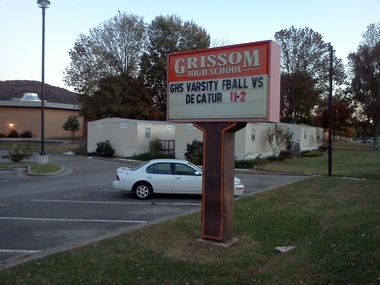 GRISSOM
HIGH SCHOOL
GHS VARSITY FBALL VS
DECATUR 11-2